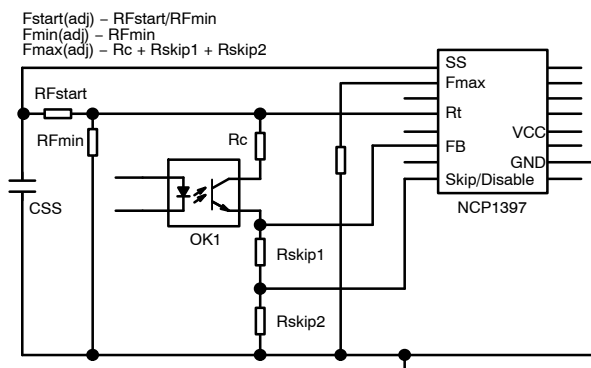 Fstart(adj) – RFstart/RFmin
Fmin(adj) – RFmin
Fmax(adj) – Rc + Rskip1 + Rskip2
SS
Fmax
RFstart
Rt
RFmin
Rc
VCC
FB
GND
Skip/Disable
CSS
NCP1397
OK1
Rskip1
Rskip2